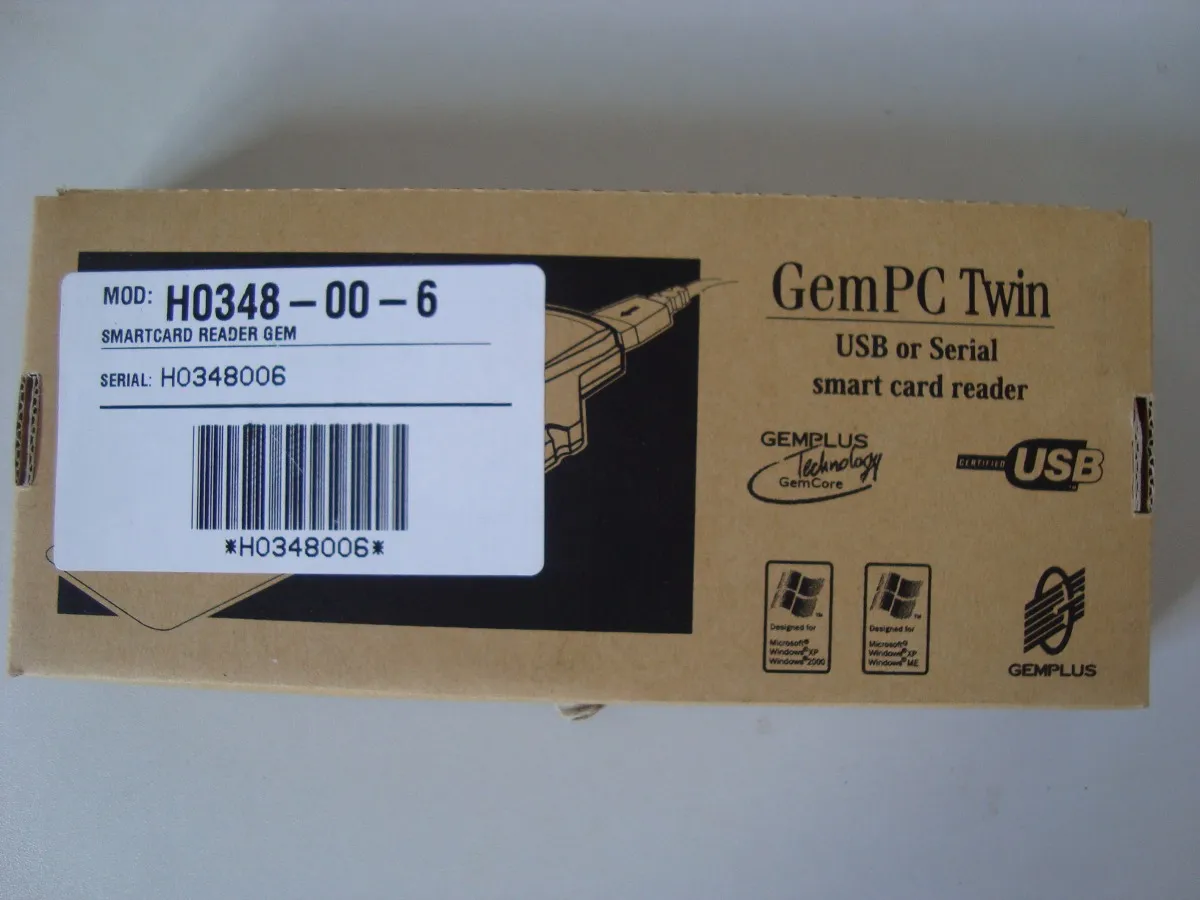 MOD: H0348-00-6
SMARTCARD READER GEM
SERIAL: H0348006
*H0348006*
GemPC Twin
USB or Serial
smart card reader
GEMPLUS
Technology
GemCore
CERTIFIED USB
Designed for
Microsoft®
Windows®XP
Windows®2000
Designed for
Microsoft®
Windows®XP
Windows®ME
GEMPLUS